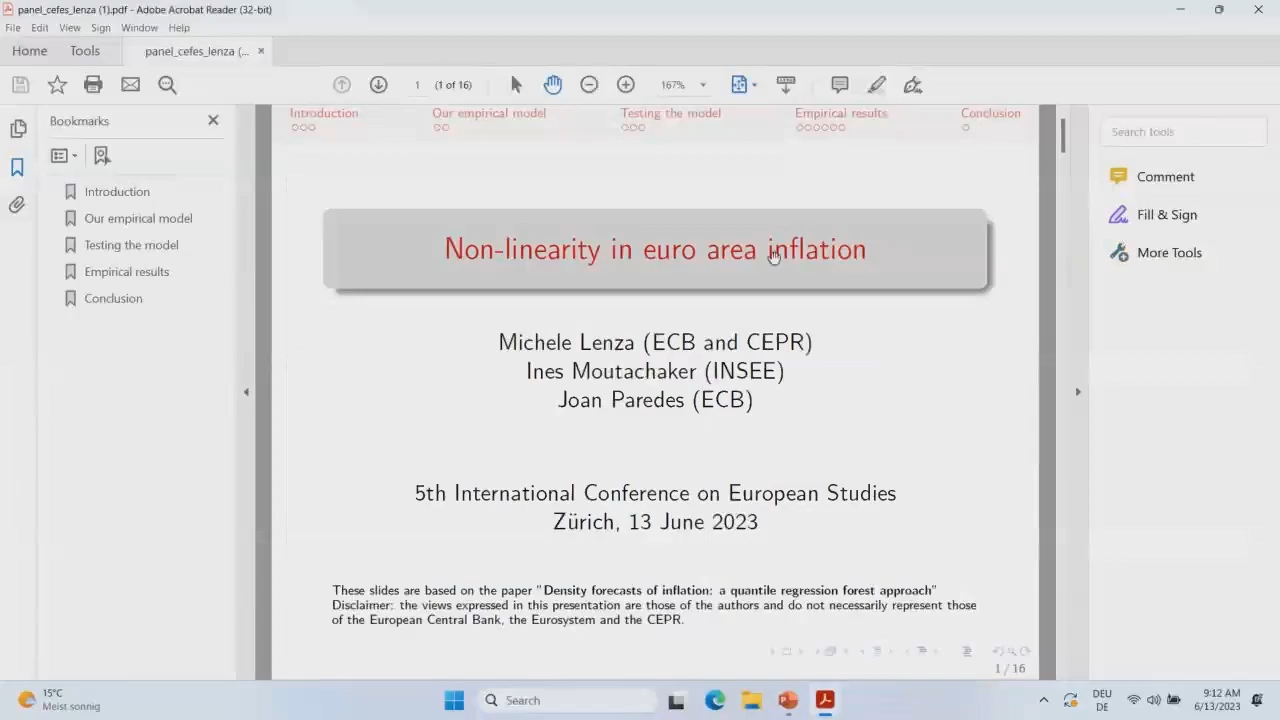 panel_cefes_lenza (1).pdf - Adobe Acrobat Reader (32-bit)
File Edit View Sign Window Help
Home Tools panel_cefes_lenza (...
1 (1 of 16) 167%
Bookmarks
Introduction
Our empirical model
Testing the model
Empirical results
Conclusion
Introduction Our empirical model Testing the model Empirical results Conclusion
Non-linearity in euro area inflation
Michele Lenza (ECB and CEPR)
Ines Moutachaker (INSEE)
Joan Paredes (ECB)
5th International Conference on European Studies
Zürich, 13 June 2023
These slides are based on the paper "Density forecasts of inflation: a quantile regression forest approach"
Disclaimer: the views expressed in this presentation are those of the authors and do not necessarily represent those
of the European Central Bank, the Eurosystem and the CEPR.
1 / 16
Search tools
Comment
Fill & Sign
More Tools
15°C
Meist sonnig
Search
DEU
DE
9:12 AM
6/13/2023